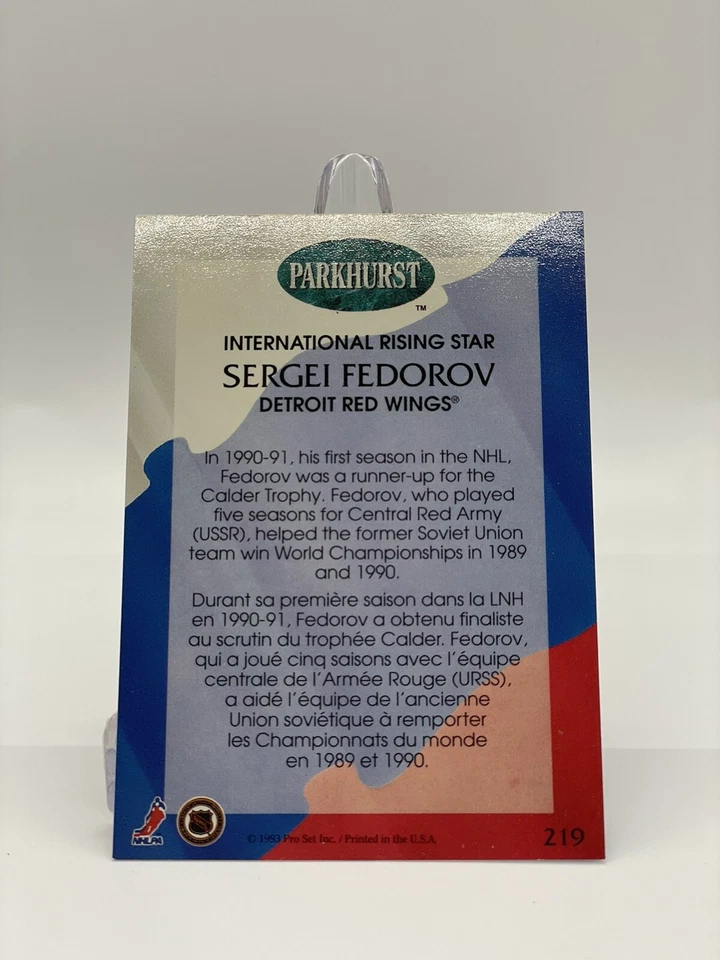 PARKHURST
TM
INTERNATIONAL RISING STAR
SERGEI FEDOROV
DETROIT RED WINGS®
In 1990-91, his first season in the NHL,
Fedorov was a runner-up for the
Calder Trophy. Fedorov, who played
five seasons for Central Red Army
(USSR), helped the former Soviet Union
team win World Championships in 1989
and 1990.
Durant sa première saison dans la LNH
en 1990-91, Fedorov a obtenu finaliste
au scrutin du trophée Calder. Fedorov,
qui a joué cinq saisons avec l'équipe
centrale de l'Armée Rouge (URSS),
a aidé l'équipe de l'ancienne
Union soviétique à remporter
les Championnats du monde
en 1989 et 1990.
NHLPA
NHL
© 1993 Pro Set Inc. / Printed in the U.S.A.
219